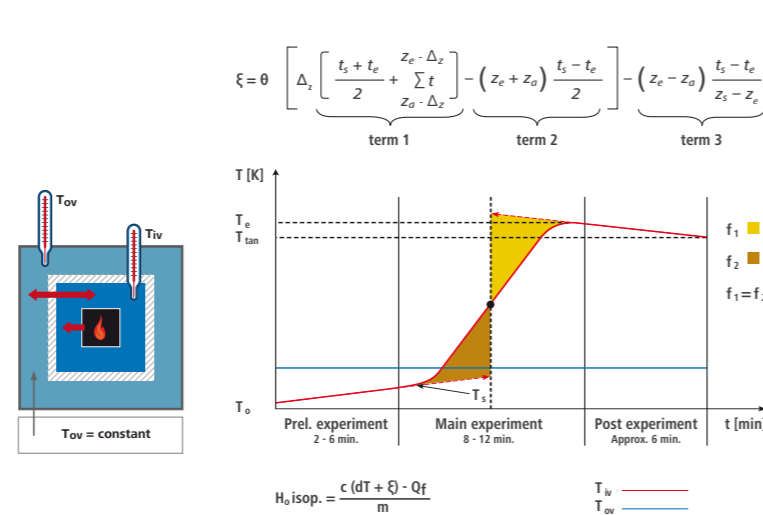 ξ = θ [ Δz [ (ts + te)/2 + ∑t (ze - Δz, za - Δz) ] – (ze + za) (ts – te)/2 ] – (ze – za) (ts – te)/(zs – ze)
term 1 term 2 term 3
T [K]
Tov
Tiv
Te
Ttan
f1
f2
f1 = f2
Ts
To
Prel. experiment Main experiment Post experiment t [min]
2 - 6 min. 8 - 12 min. Approx. 6 min.
Tov = constant
Ho isop. = (c (dT + ξ) - Qf)/m
Tiv
Tov